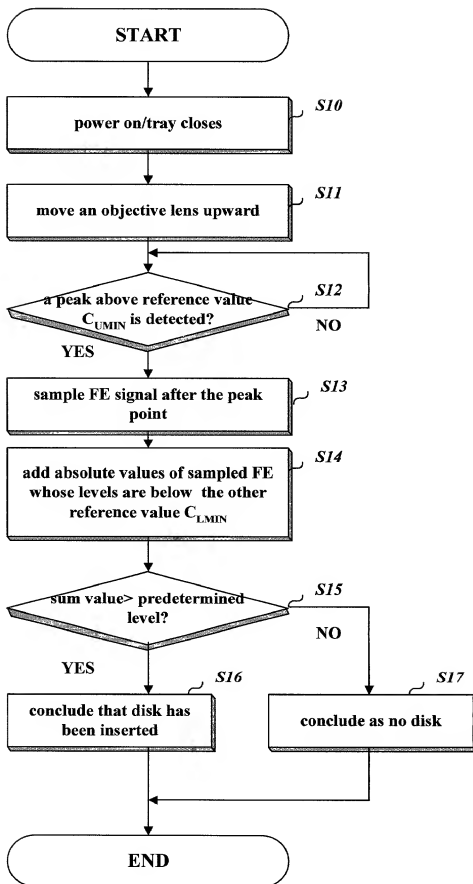 START
S10
power on/tray closes
S11
move an objective lens upward
S12
a peak above reference value
C_UMIN is detected?
NO
YES
S13
sample FE signal after the peak
point
S14
add absolute values of sampled FE
whose levels are below the other
reference value C_LMIN
S15
sum value> predetermined
level?
NO
YES
S16
S17
conclude that disk has
been inserted
conclude as no disk
END